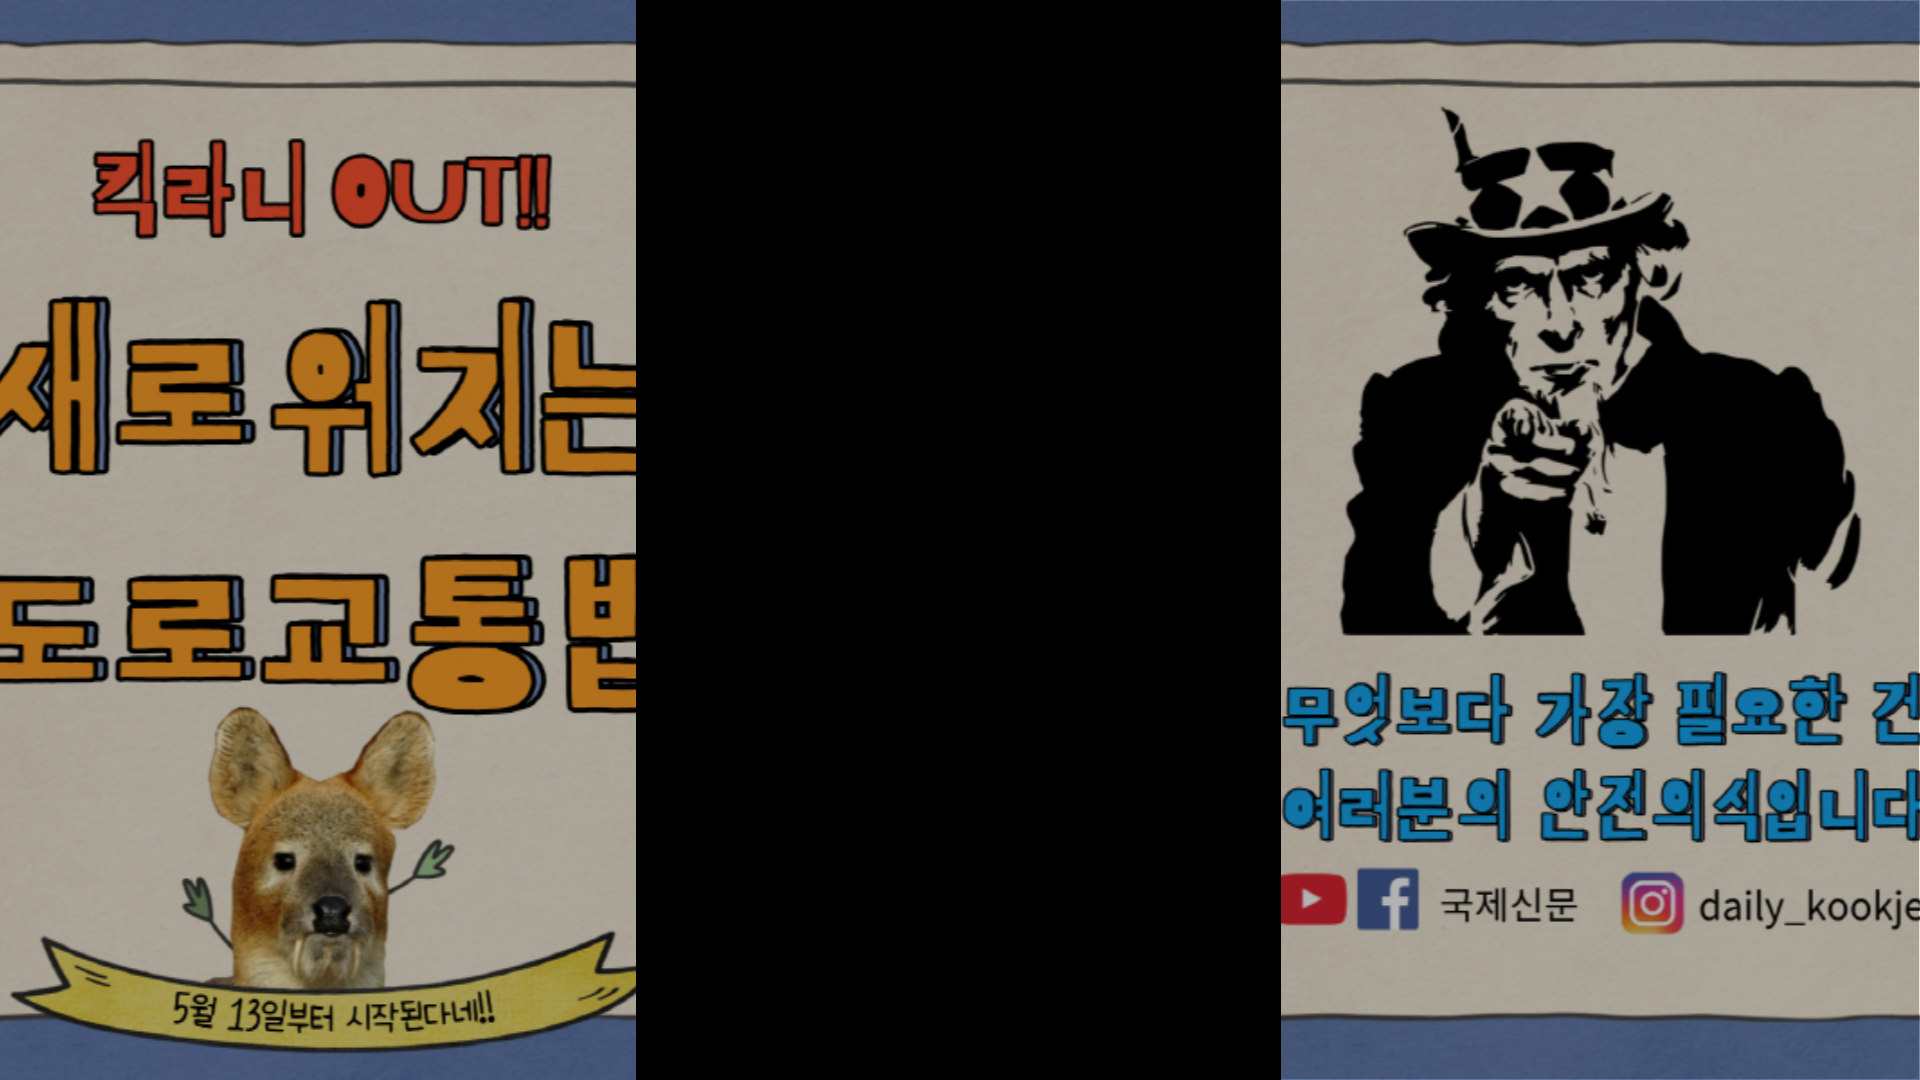 킥라니 OUT!!
새로 워지는
도로교통법
5월 13일부터 시작된다네!!
무엇보다 가장 필요한 건
여러분의 안전의식입니다
국제신문 daily_kookje